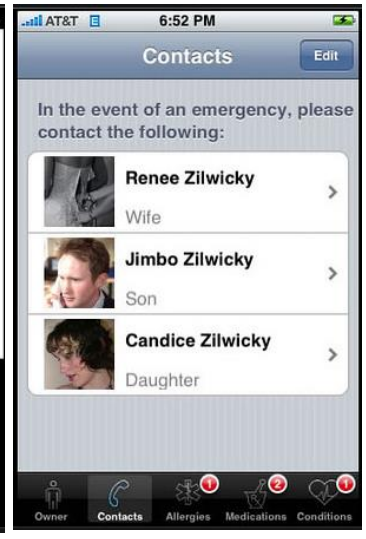 AT&T E 6:52 PM
Contacts Edit
In the event of an emergency, please
contact the following:
Renee Zilwicky
Wife
Jimbo Zilwicky
Son
Candice Zilwicky
Daughter
1 2 1
Owner Contacts Allergies Medications Conditions